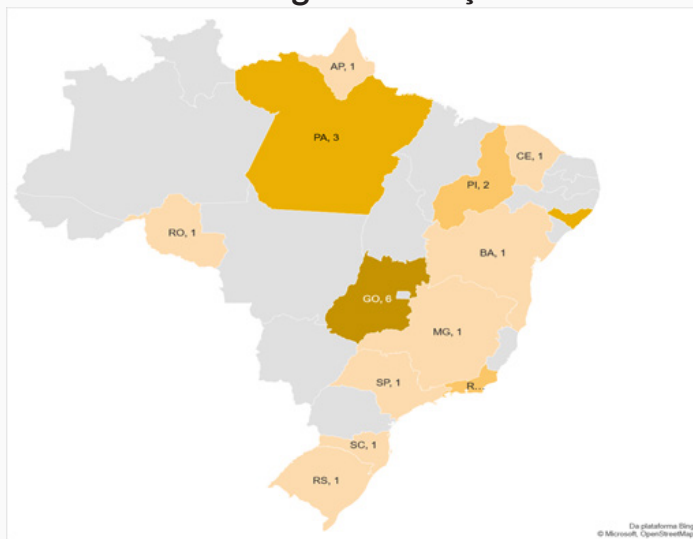 AP, 1
PA, 3
CE, 1
PI, 2
RO, 1
BA, 1
GO, 6
MG, 1
SP, 1
R...
SC, 1
RS, 1
Da plataforma Bing
© Microsoft, OpenStreetMap